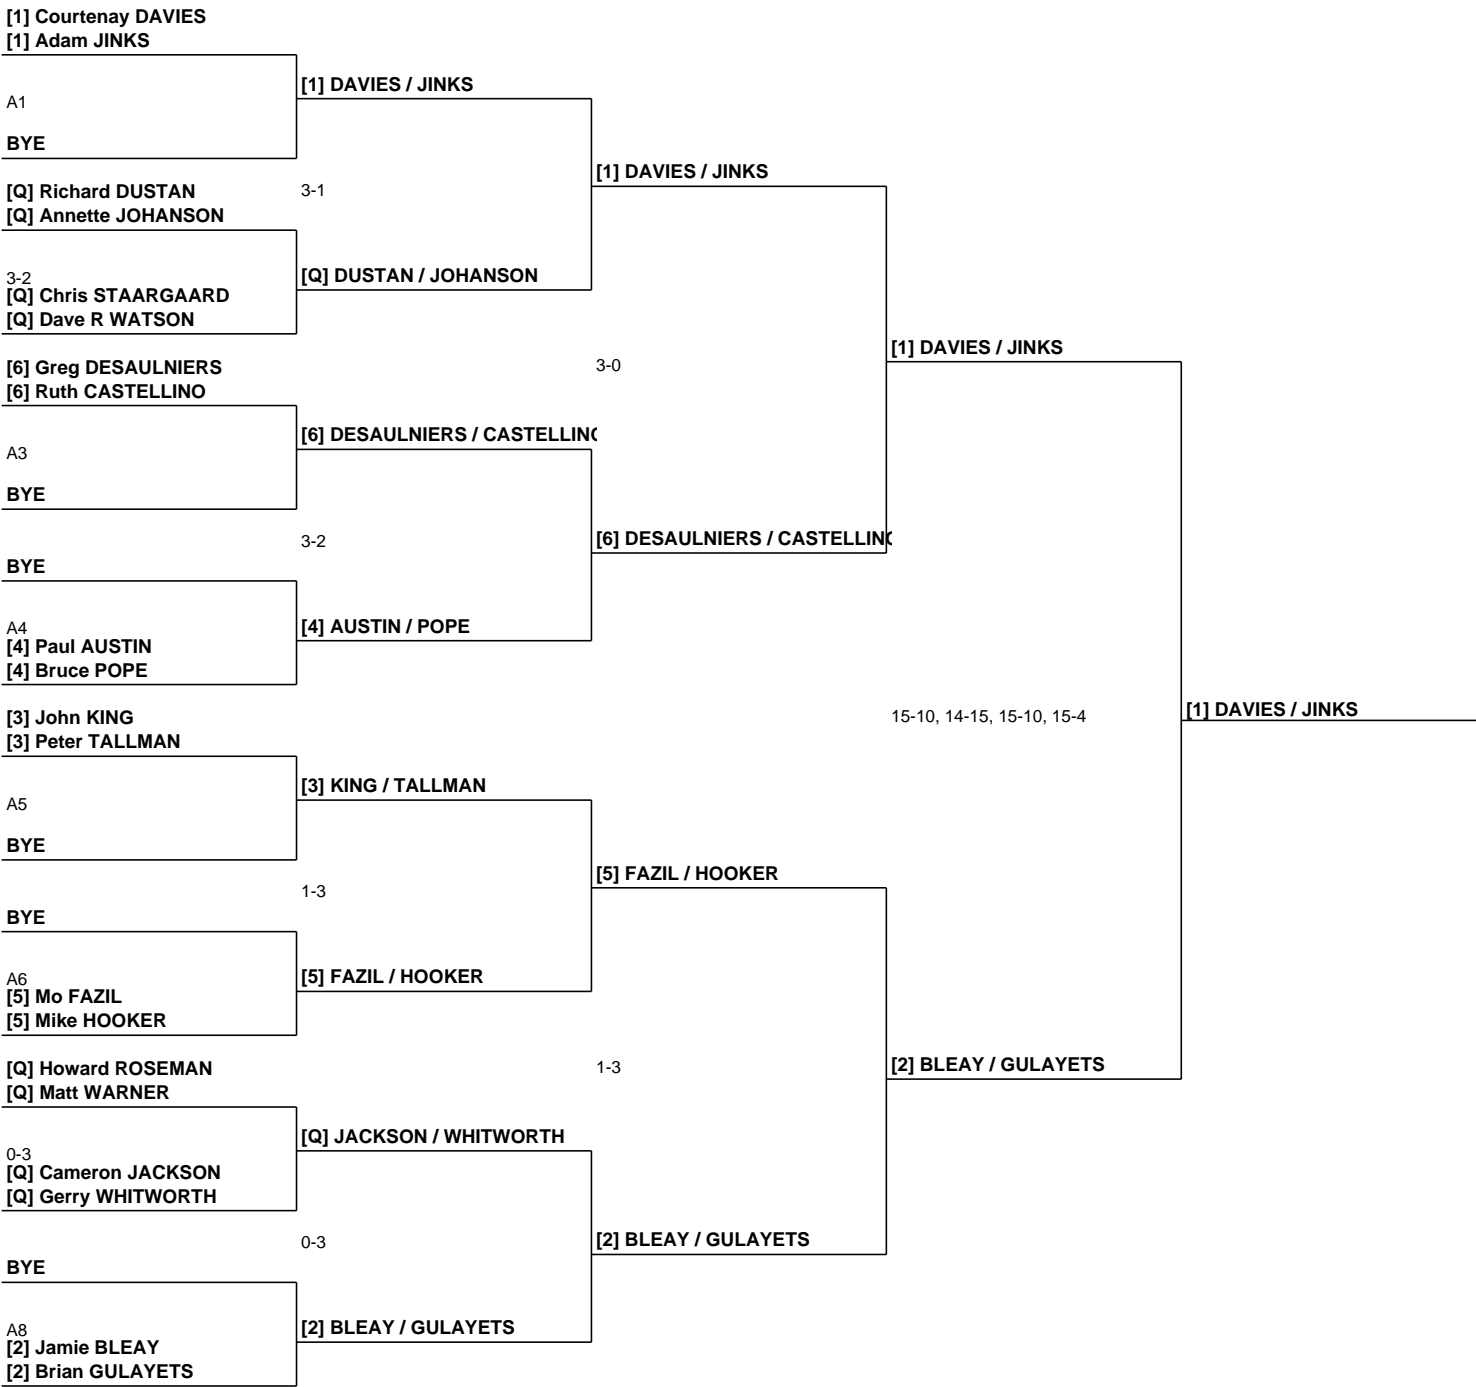 [1] Courtenay DAVIES
[1] Adam JINKS
A1
BYE
[Q] Richard DUSTAN
[Q] Annette JOHANSON
3-2
[Q] Chris STAARGAARD
[Q] Dave R WATSON
[6] Greg DESAULNIERS
[6] Ruth CASTELLINO
A3
BYE
BYE
A4
[4] Paul AUSTIN
[4] Bruce POPE
[3] John KING
[3] Peter TALLMAN
A5
BYE
BYE
A6
[5] Mo FAZIL
[5] Mike HOOKER
[Q] Howard ROSEMAN
[Q] Matt WARNER
0-3
[Q] Cameron JACKSON
[Q] Gerry WHITWORTH
BYE
A8
[2] Jamie BLEAY
[2] Brian GULAYETS
[1] DAVIES / JINKS
3-1
[Q] DUSTAN / JOHANSON
[6] DESAULNIERS / CASTELLINO
3-2
[4] AUSTIN / POPE
[3] KING / TALLMAN
1-3
[5] FAZIL / HOOKER
[Q] JACKSON / WHITWORTH
0-3
[2] BLEAY / GULAYETS
[1] DAVIES / JINKS
3-0
[6] DESAULNIERS / CASTELLINO
[5] FAZIL / HOOKER
1-3
[2] BLEAY / GULAYETS
[1] DAVIES / JINKS
15-10, 14-15, 15-10, 15-4
[2] BLEAY / GULAYETS
[1] DAVIES / JINKS